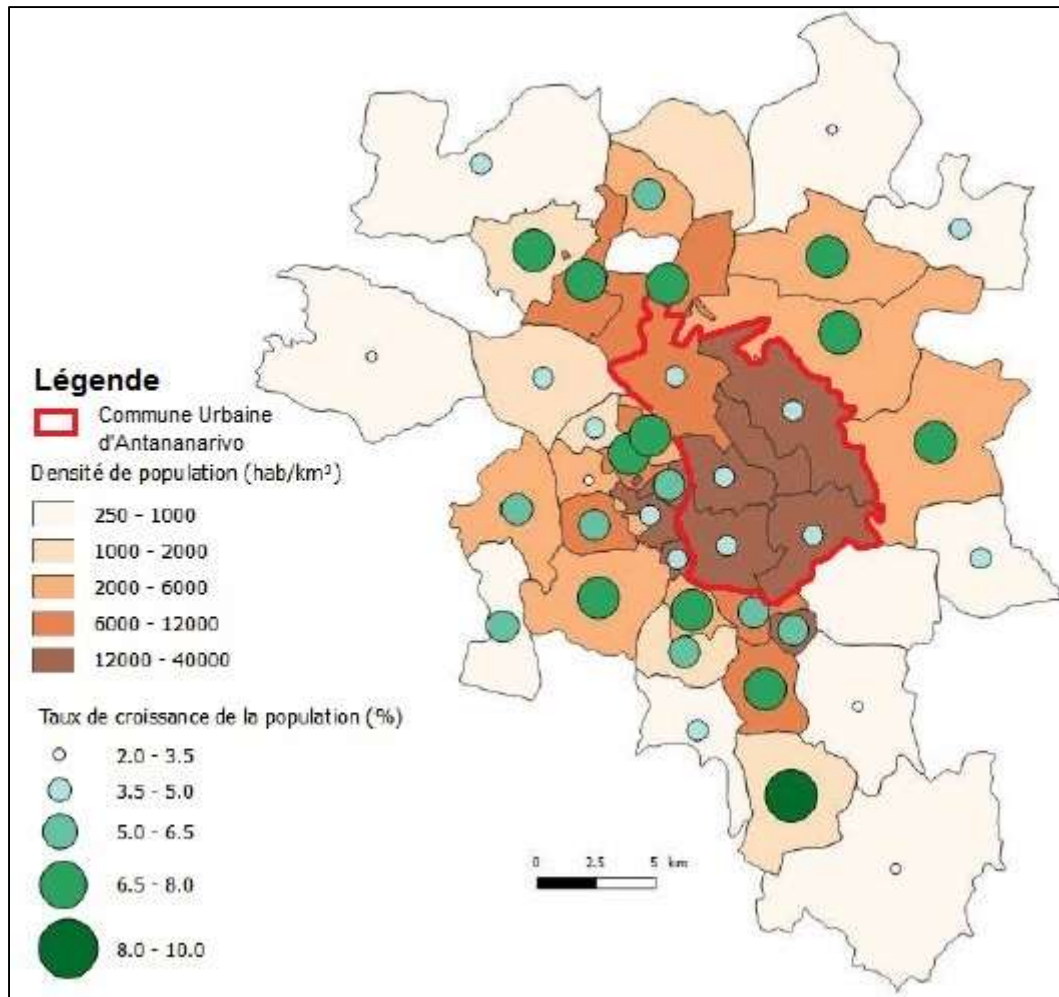 Légende
Commune Urbaine
d'Antananarivo
Densité de population (hab/km²)
250 - 1000
1000 - 2000
2000 - 6000
6000 - 12000
12000 - 40000
Taux de croissance de la population (%)
2.0 - 3.5
3.5 - 5.0
5.0 - 6.5
6.5 - 8.0
8.0 - 10.0
0 2.5 5 km